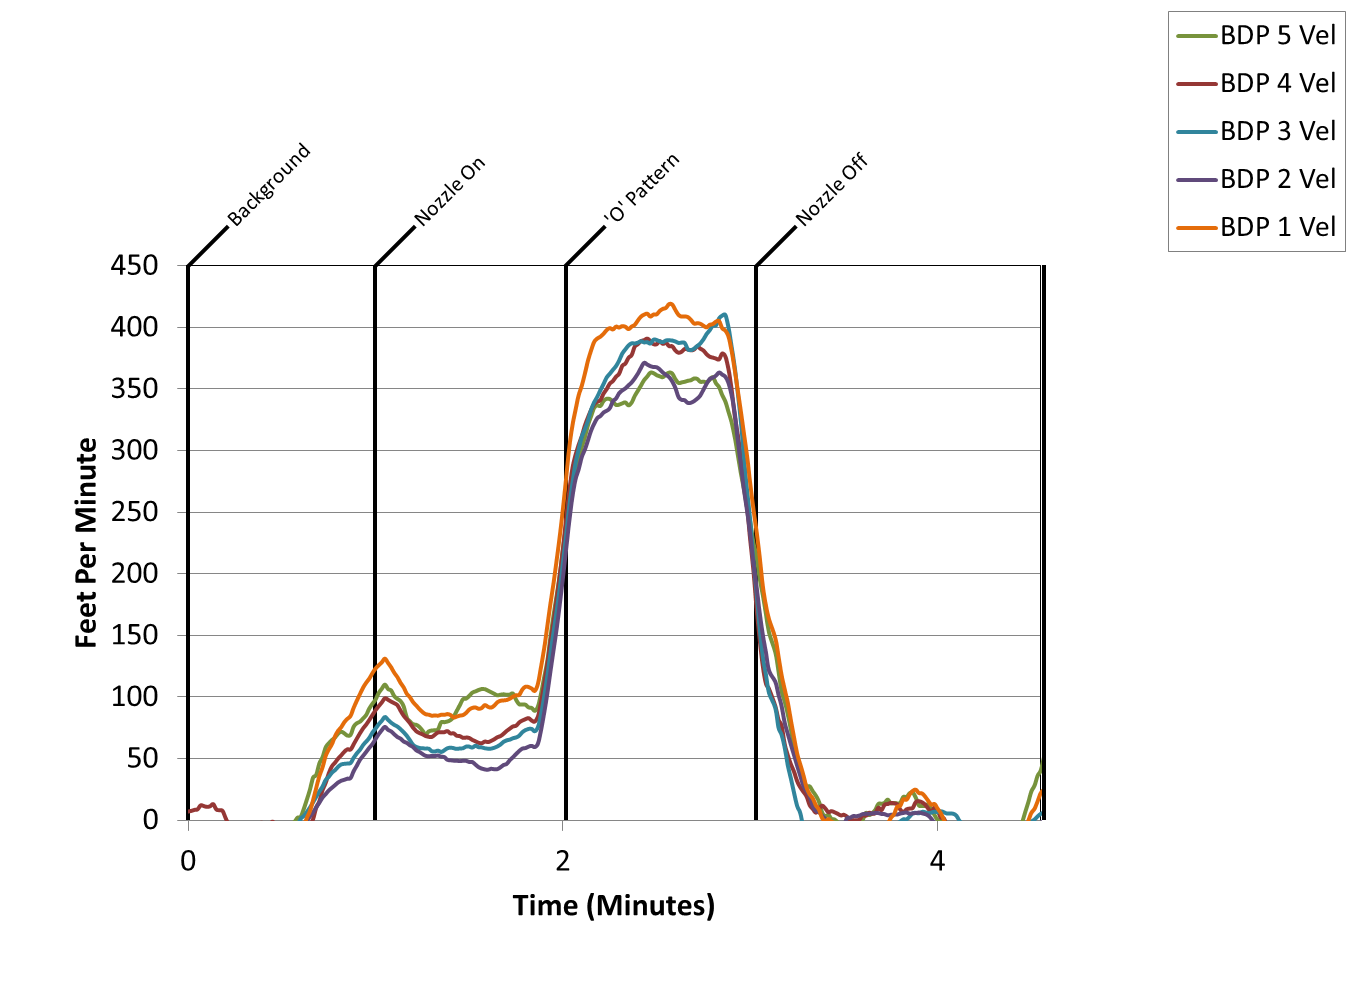 BDP 5 Vel
BDP 4 Vel
BDP 3 Vel
BDP 2 Vel
BDP 1 Vel
Background
Nozzle On
'O' Pattern
Nozzle Off
450
400
350
300
250
200
150
100
50
0
Feet Per Minute
0 2 4
Time (Minutes)